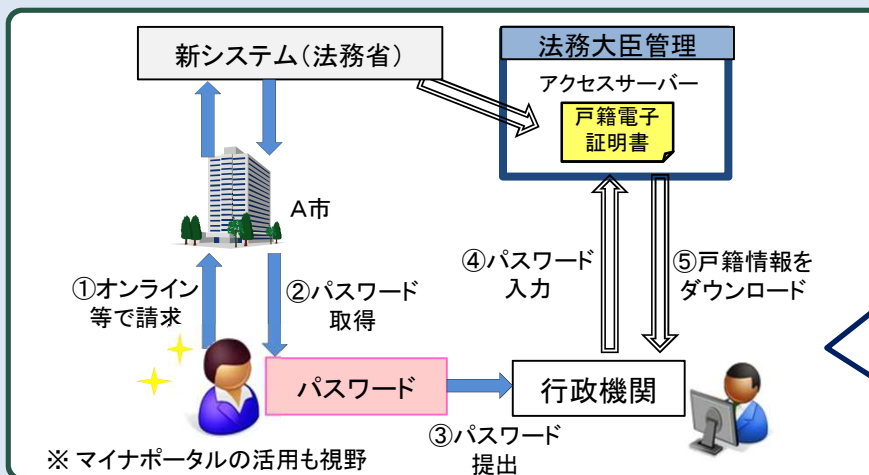 新システム(法務省)
法務大臣管理
アクセスサーバー
戸籍電子
証明書
A市
①オンライン
等で請求
②パスワード
取得
④パスワード
入力
⑤戸籍情報を
ダウンロード
パスワード
行政機関
③パスワード
提出
※ マイナポータルの活用も視野